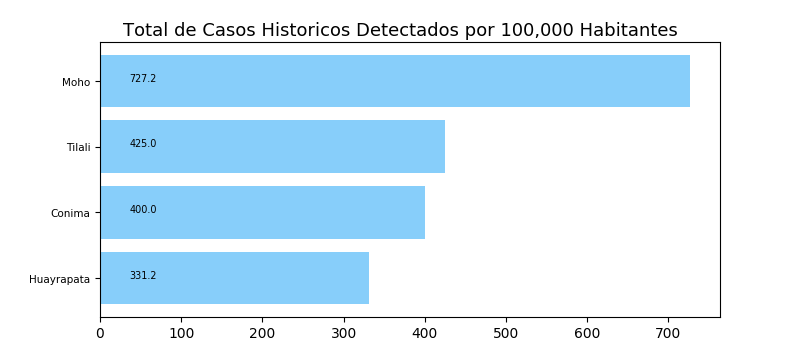 Total de Casos Historicos Detectados por 100,000 Habitantes
Moho 727.2
Tilali 425.0
Conima 400.0
Huayrapata 331.2
0 100 200 300 400 500 600 700